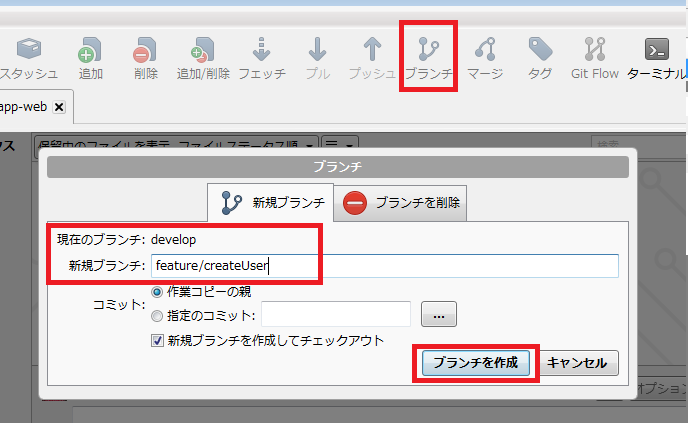 スタッシュ 追加 削除 追加/削除 フェッチ プル プッシュ ブランチ マージ タグ Git Flow ターミナル
app-web
保留中のファイルを表示, ファイルステータス順
検索
ブランチ
新規ブランチ ブランチを削除
現在のブランチ: develop
新規ブランチ: feature/createUser
コミット: 作業コピーの親
指定のコミット: ...
新規ブランチを作成してチェックアウト
ブランチを作成 キャンセル
オプション